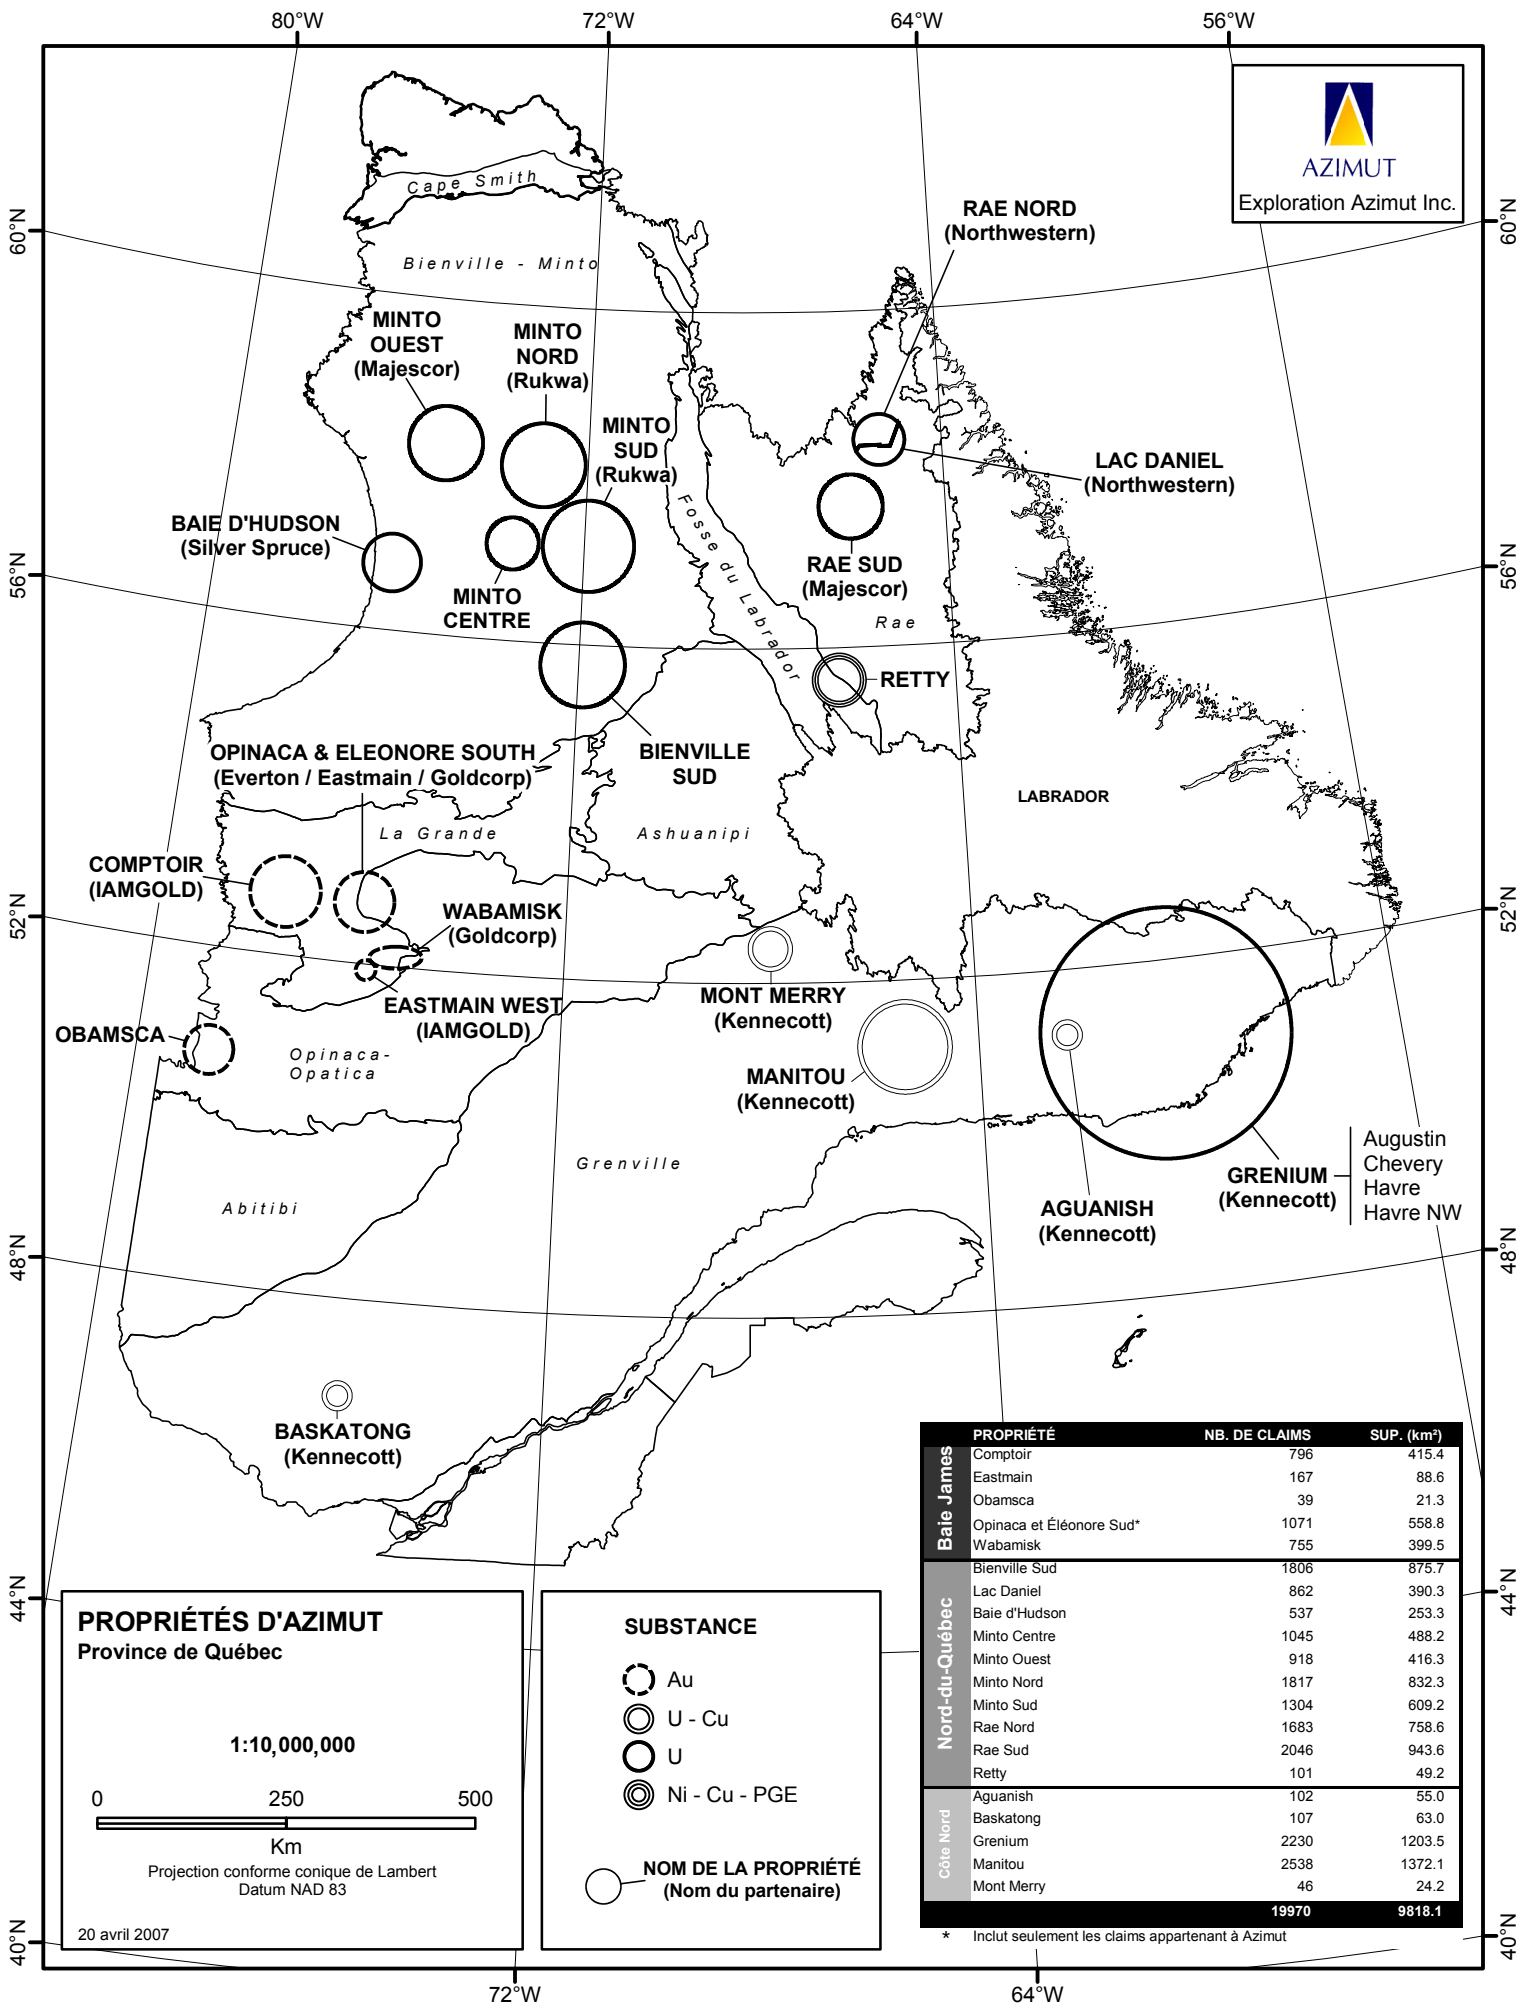 80°W
72°W
64°W
56°W
AZIMUT
Exploration Azimut Inc.
60°N
60°N
56°N
56°N
52°N
52°N
48°N
48°N
44°N
44°N
40°N
40°N
72°W
64°W
Cape Smith
Bienville - Minto
RAE NORD
(Northwestern)
MINTO
OUEST
(Majescor)
MINTO
NORD
(Rukwa)
MINTO
SUD
(Rukwa)
LAC DANIEL
(Northwestern)
BAIE D'HUDSON
(Silver Spruce)
MINTO
CENTRE
Fosse du Labrador
RAE SUD
(Majescor)
Rae
RETTY
OPINACA & ELEONORE SOUTH
(Everton / Eastmain / Goldcorp)
BIENVILLE
SUD
LABRADOR
La Grande
Ashuanipi
COMPTOIR
(IAMGOLD)
WABAMISK
(Goldcorp)
EASTMAIN WEST
(IAMGOLD)
MONT MERRY
(Kennecott)
OBAMSCA
Opinaca-
Opatica
MANITOU
(Kennecott)
Grenville
Abitibi
AGUANISH
(Kennecott)
GRENIUM
(Kennecott)
Augustin
Chevery
Havre
Havre NW
BASKATONG
(Kennecott)
PROPRIÉTÉ NB. DE CLAIMS SUP. (km²)
Baie James
Comptoir 796 415.4
Eastmain 167 88.6
Obamsca 39 21.3
Opinaca et Éléonore Sud* 1071 558.8
Wabamisk 755 399.5
Nord-du-Québec
Bienville Sud 1806 875.7
Lac Daniel 862 390.3
Baie d'Hudson 537 253.3
Minto Centre 1045 488.2
Minto Ouest 918 416.3
Minto Nord 1817 832.3
Minto Sud 1304 609.2
Rae Nord 1683 758.6
Rae Sud 2046 943.6
Retty 101 49.2
Côte Nord
Aguanish 102 55.0
Baskatong 107 63.0
Grenium 2230 1203.5
Manitou 2538 1372.1
Mont Merry 46 24.2
19970 9818.1
* Inclut seulement les claims appartenant à Azimut
PROPRIÉTÉS D'AZIMUT
Province de Québec
1:10,000,000
0 250 500
Km
Projection conforme conique de Lambert
Datum NAD 83
20 avril 2007
SUBSTANCE
Au
U - Cu
U
Ni - Cu - PGE
NOM DE LA PROPRIÉTÉ
(Nom du partenaire)